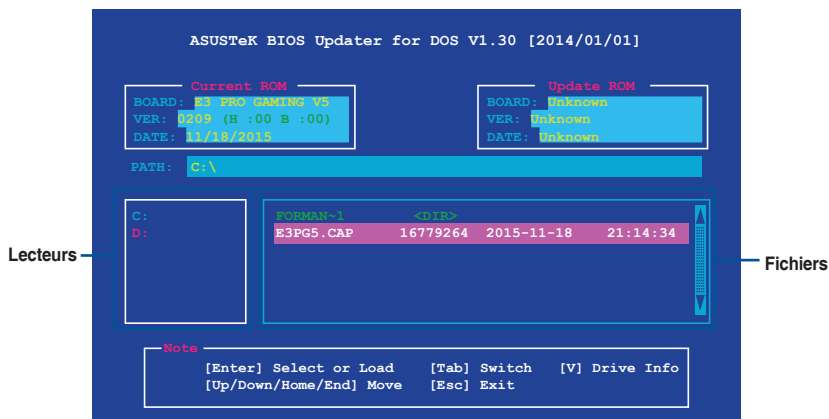 ASUSTeK BIOS Updater for DOS V1.30 [2014/01/01]
Current ROM
BOARD: E3 PRO GAMING V5
VER: 0209 (H :00 B :00)
DATE: 11/18/2015
Update ROM
BOARD: Unknown
VER: Unknown
DATE: Unknown
PATH: C:\
C:
D:
FORMAN~1 <DIR>
E3PG5.CAP 16779264 2015-11-18 21:14:34
Lecteurs
Fichiers
Note
[Enter] Select or Load [Tab] Switch [V] Drive Info
[Up/Down/Home/End] Move [Esc] Exit